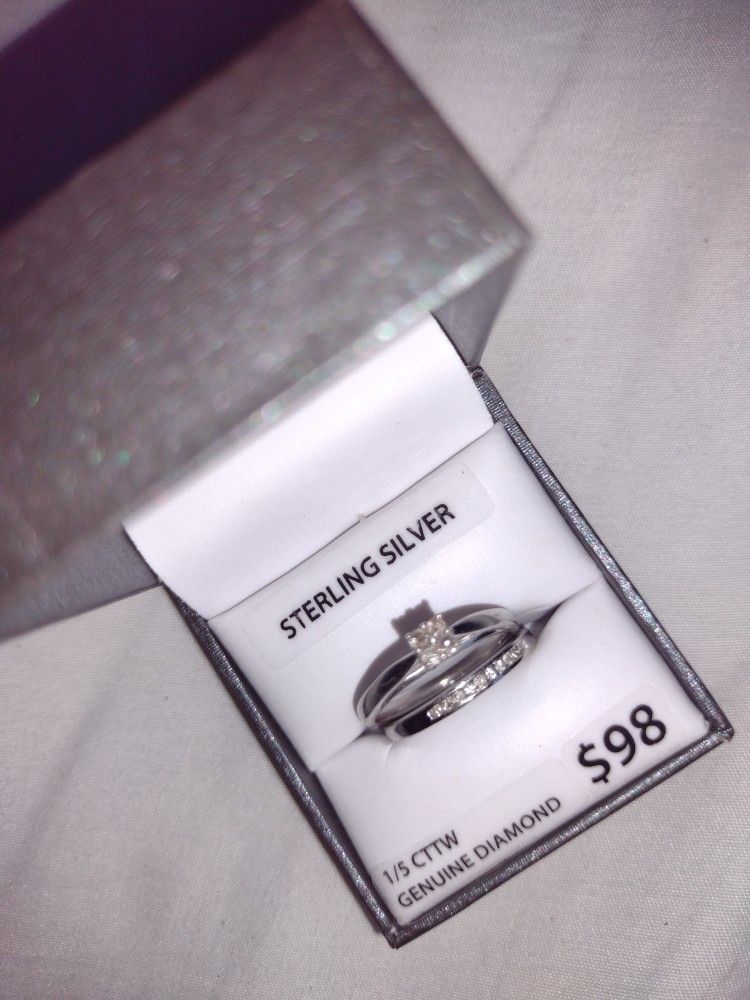 STERLING SILVER
$98
1/5 CTTW
GENUINE DIAMOND